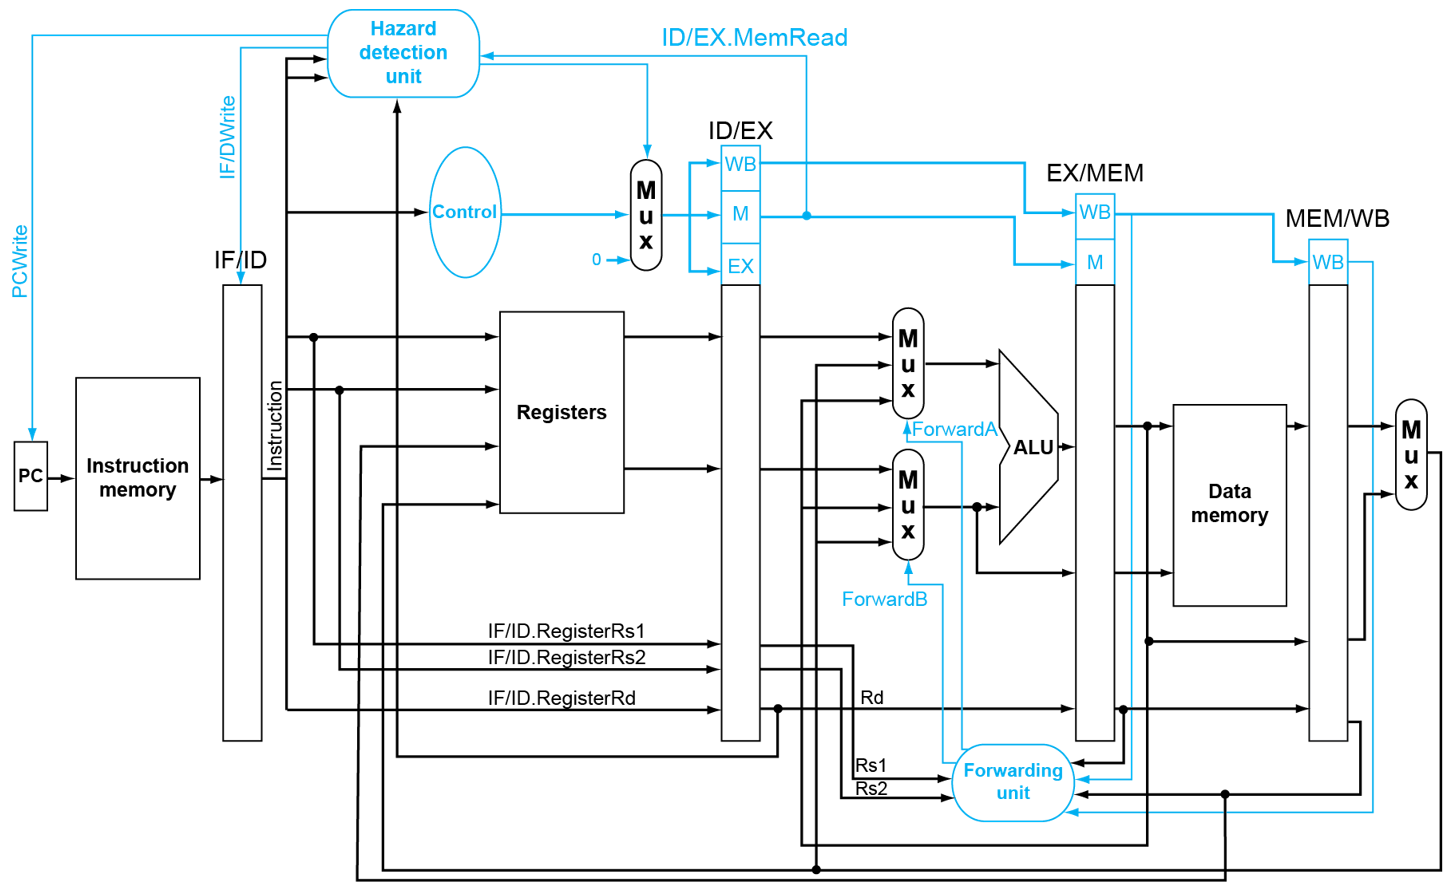 Hazard
detection
unit
ID/EX.MemRead
IF/DWrite
PCWrite
ID/EX
WB
M
EX
Control
M
u
x
0
EX/MEM
WB
M
MEM/WB
WB
IF/ID
PC
Instruction
memory
Instruction
Registers
M
u
x
ForwardA
M
u
x
ForwardB
ALU
Data
memory
M
u
x
IF/ID.RegisterRs1
IF/ID.RegisterRs2
IF/ID.RegisterRd
Rd
Rs1
Rs2
Forwarding
unit